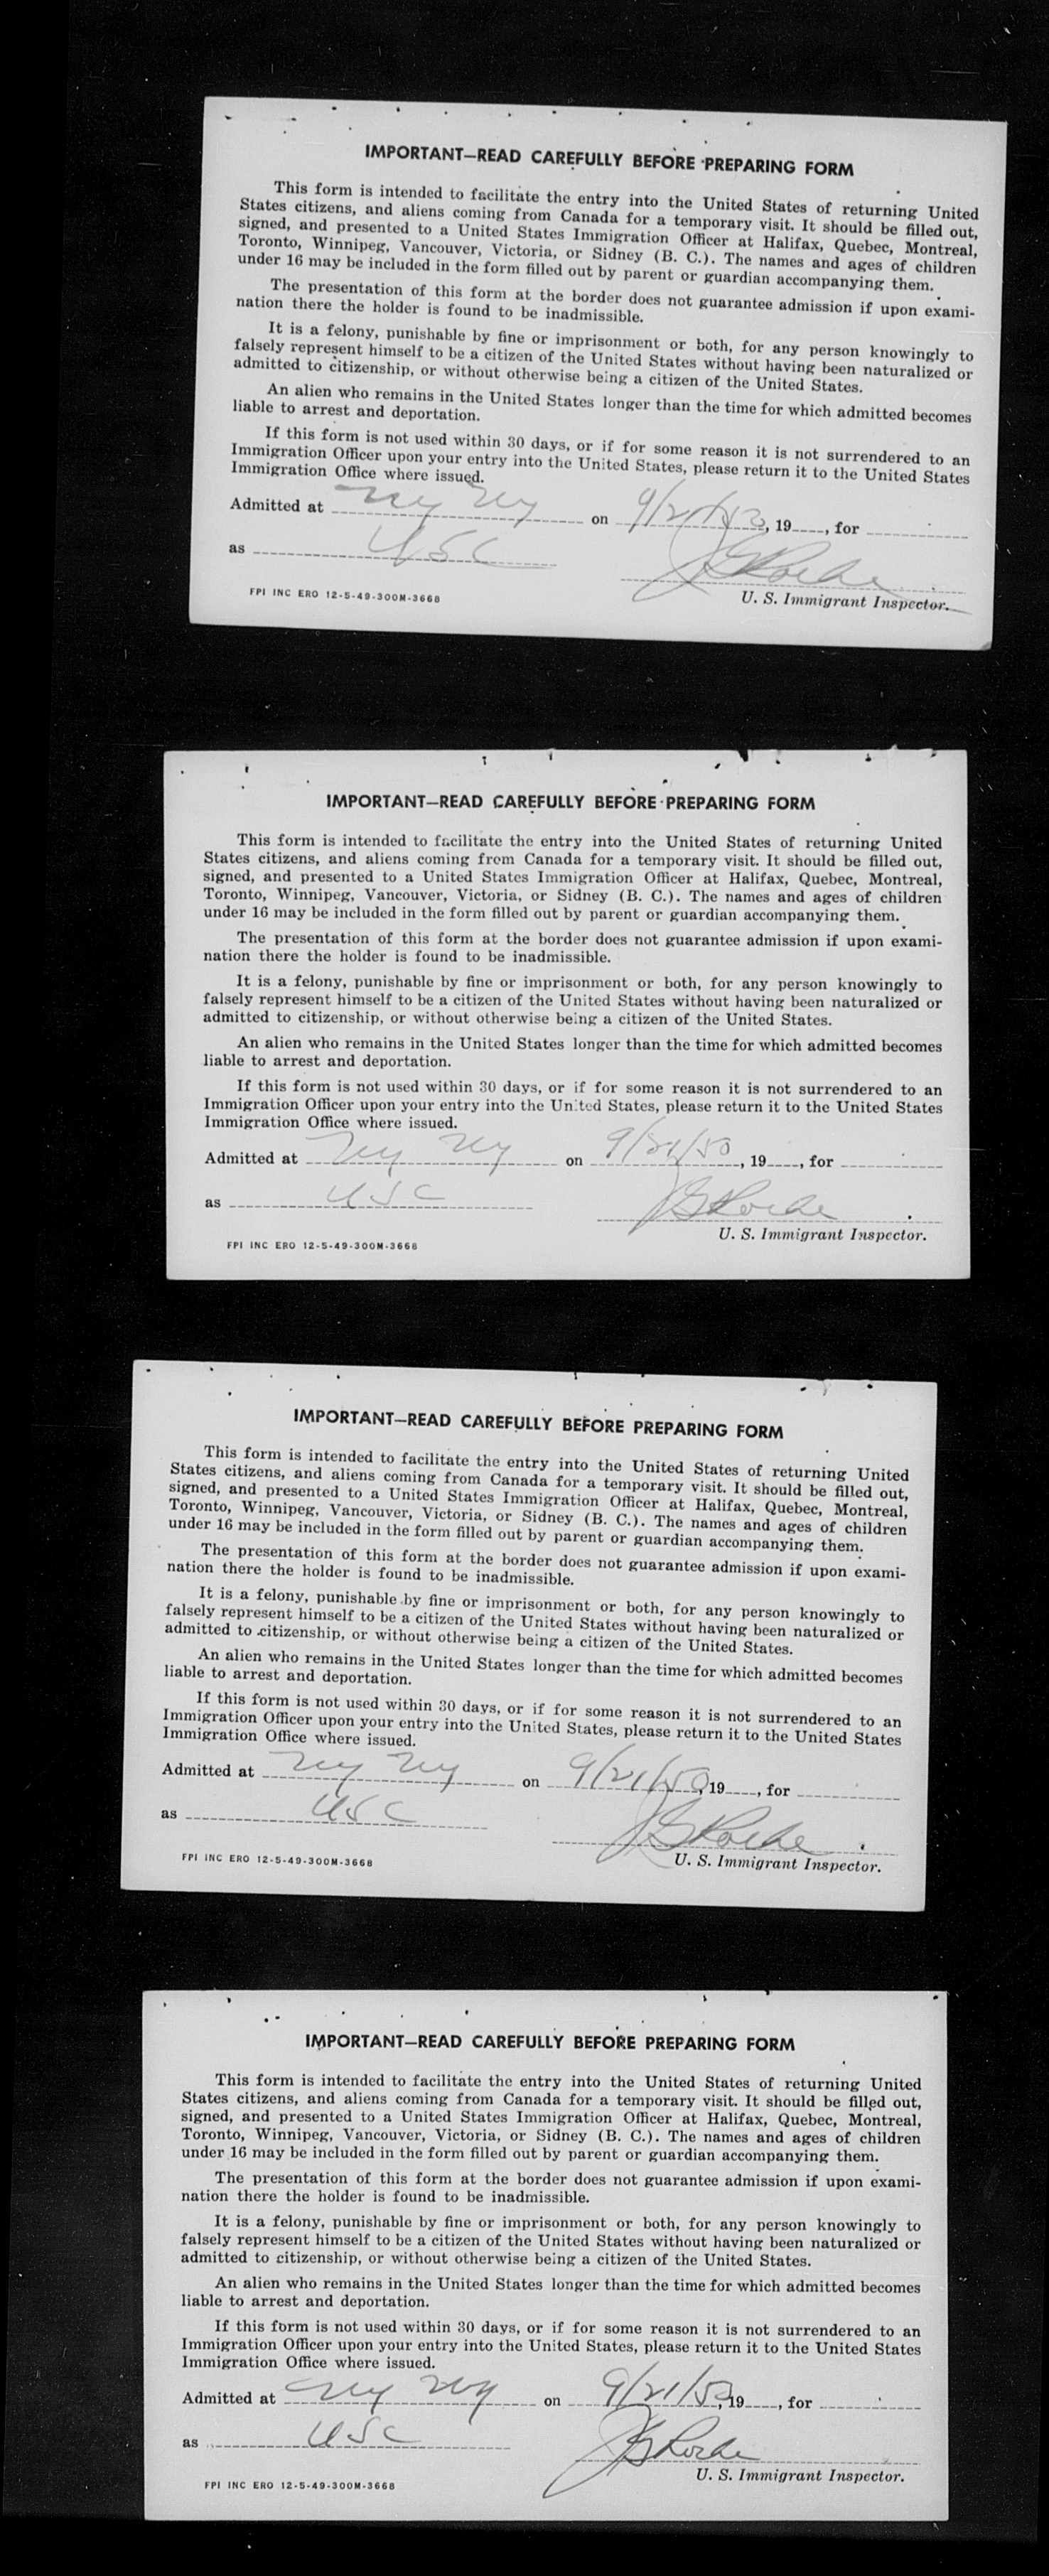 IMPORTANT—READ CAREFULLY BEFORE PREPARING FORM
This form is intended to facilitate the entry into the United States of returning United
States citizens, and aliens coming from Canada for a temporary visit. It should be filled out,
signed, and presented to a United States Immigration Officer at Halifax, Quebec, Montreal,
Toronto, Winnipeg, Vancouver, Victoria, or Sidney (B. C.). The names and ages of children
under 16 may be included in the form filled out by parent or guardian accompanying them.
The presentation of this form at the border does not guarantee admission if upon exami-
nation there the holder is found to be inadmissible.
It is a felony, punishable by fine or imprisonment or both, for any person knowingly to
falsely represent himself to be a citizen of the United States without having been naturalized or
admitted to citizenship, or without otherwise being a citizen of the United States.
An alien who remains in the United States longer than the time for which admitted becomes
liable to arrest and deportation.
If this form is not used within 30 days, or if for some reason it is not surrendered to an
Immigration Officer upon your entry into the United States, please return it to the United States
Immigration Office where issued.
Admitted at NY NY on 9/21/50, 19, for
as USC
U. S. Immigrant Inspector.
FPI INC ERO 12-5-49-300M-3668
IMPORTANT—READ CAREFULLY BEFORE PREPARING FORM
This form is intended to facilitate the entry into the United States of returning United
States citizens, and aliens coming from Canada for a temporary visit. It should be filled out,
signed, and presented to a United States Immigration Officer at Halifax, Quebec, Montreal,
Toronto, Winnipeg, Vancouver, Victoria, or Sidney (B. C.). The names and ages of children
under 16 may be included in the form filled out by parent or guardian accompanying them.
The presentation of this form at the border does not guarantee admission if upon exami-
nation there the holder is found to be inadmissible.
It is a felony, punishable by fine or imprisonment or both, for any person knowingly to
falsely represent himself to be a citizen of the United States without having been naturalized or
admitted to citizenship, or without otherwise being a citizen of the United States.
An alien who remains in the United States longer than the time for which admitted becomes
liable to arrest and deportation.
If this form is not used within 30 days, or if for some reason it is not surrendered to an
Immigration Officer upon your entry into the United States, please return it to the United States
Immigration Office where issued.
Admitted at NY NY on 9/21/50, 19, for
as USC
U. S. Immigrant Inspector.
FPI INC ERO 12-5-49-300M-3668
IMPORTANT—READ CAREFULLY BEFORE PREPARING FORM
This form is intended to facilitate the entry into the United States of returning United
States citizens, and aliens coming from Canada for a temporary visit. It should be filled out,
signed, and presented to a United States Immigration Officer at Halifax, Quebec, Montreal,
Toronto, Winnipeg, Vancouver, Victoria, or Sidney (B. C.). The names and ages of children
under 16 may be included in the form filled out by parent or guardian accompanying them.
The presentation of this form at the border does not guarantee admission if upon exami-
nation there the holder is found to be inadmissible.
It is a felony, punishable by fine or imprisonment or both, for any person knowingly to
falsely represent himself to be a citizen of the United States without having been naturalized or
admitted to citizenship, or without otherwise being a citizen of the United States.
An alien who remains in the United States longer than the time for which admitted becomes
liable to arrest and deportation.
If this form is not used within 30 days, or if for some reason it is not surrendered to an
Immigration Officer upon your entry into the United States, please return it to the United States
Immigration Office where issued.
Admitted at NY NY on 9/21/50, 19, for
as USC
U. S. Immigrant Inspector.
FPI INC ERO 12-5-49-300M-3668
IMPORTANT—READ CAREFULLY BEFORE PREPARING FORM
This form is intended to facilitate the entry into the United States of returning United
States citizens, and aliens coming from Canada for a temporary visit. It should be filled out,
signed, and presented to a United States Immigration Officer at Halifax, Quebec, Montreal,
Toronto, Winnipeg, Vancouver, Victoria, or Sidney (B. C.). The names and ages of children
under 16 may be included in the form filled out by parent or guardian accompanying them.
The presentation of this form at the border does not guarantee admission if upon exami-
nation there the holder is found to be inadmissible.
It is a felony, punishable by fine or imprisonment or both, for any person knowingly to
falsely represent himself to be a citizen of the United States without having been naturalized or
admitted to citizenship, or without otherwise being a citizen of the United States.
An alien who remains in the United States longer than the time for which admitted becomes
liable to arrest and deportation.
If this form is not used within 30 days, or if for some reason it is not surrendered to an
Immigration Officer upon your entry into the United States, please return it to the United States
Immigration Office where issued.
Admitted at NY NY on 9/21/50, 19, for
as USC
U. S. Immigrant Inspector.
FPI INC ERO 12-5-49-300M-3668